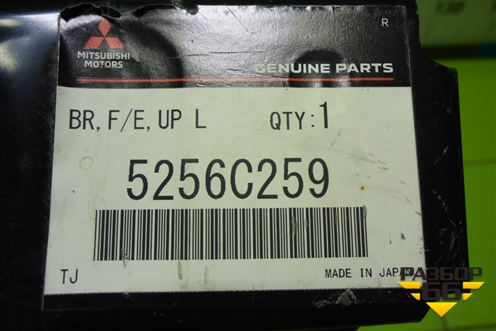 R
MITSUBISHI
MOTORS
GENUINE PARTS
BR, F/E, UP L QTY:1
5256C259
TJ
MADE IN JAPAN
РАЗБОР
66